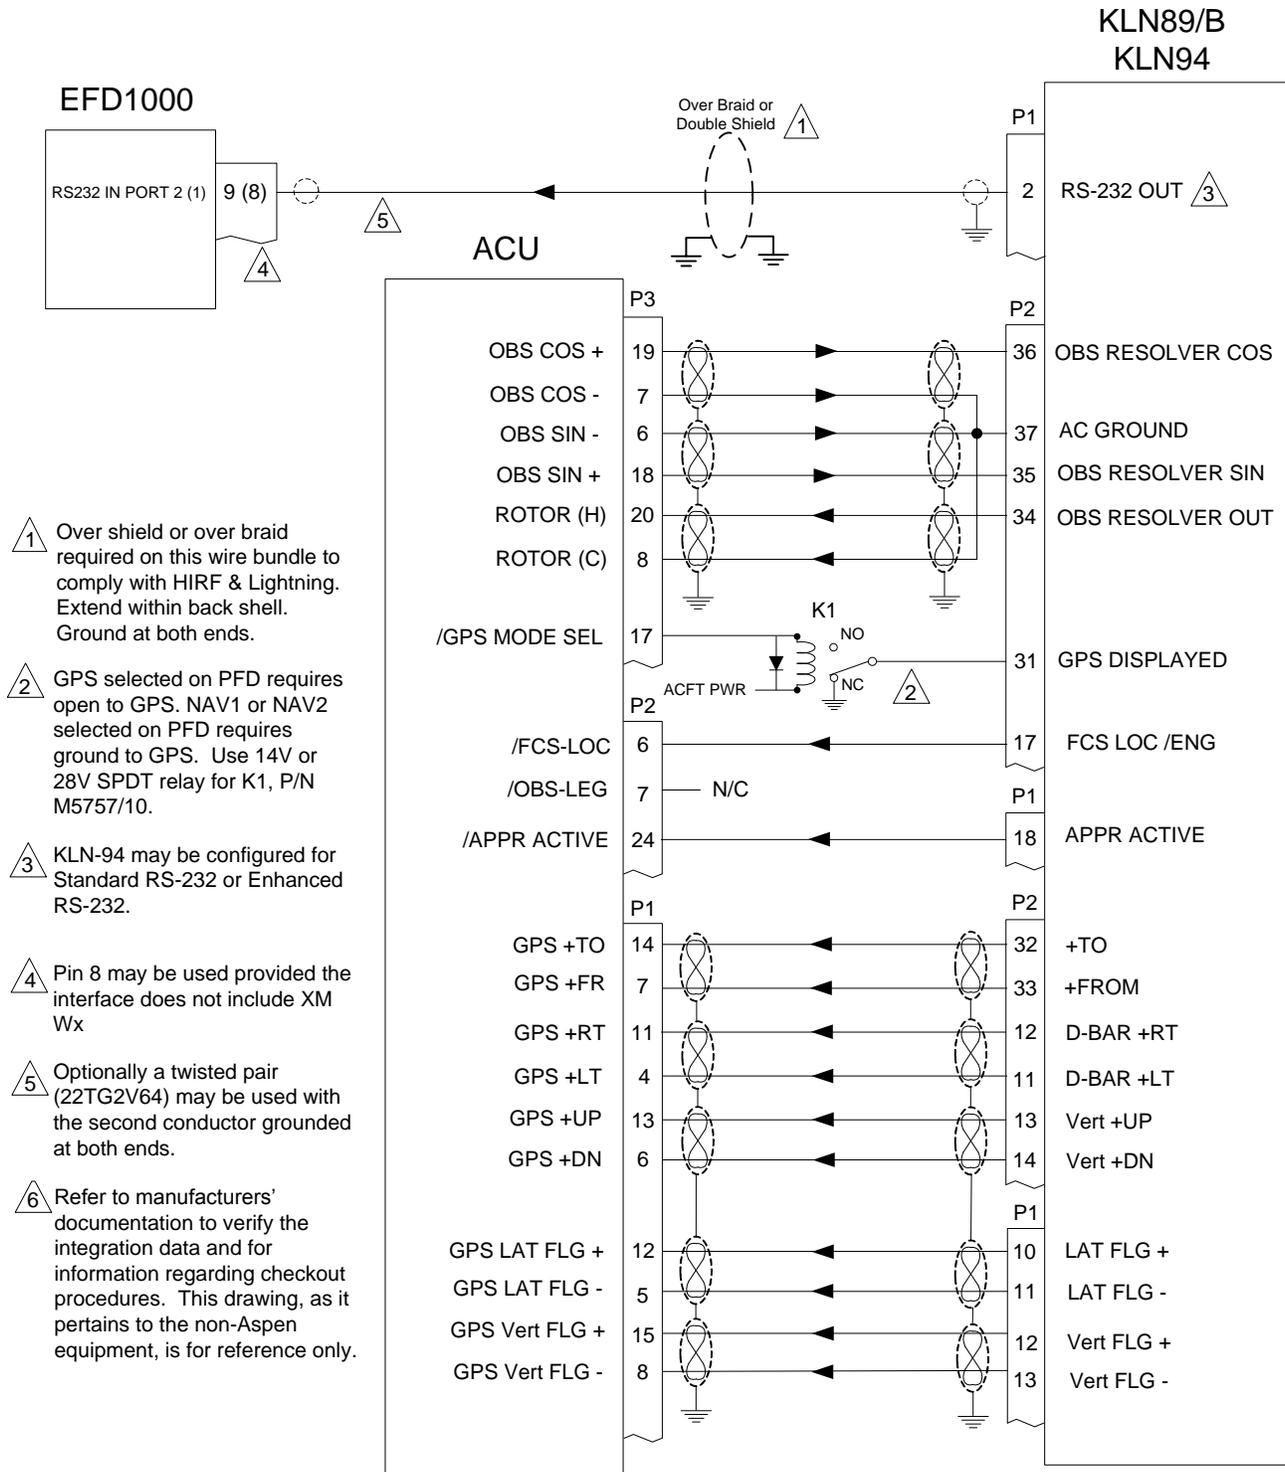 KLN89/B
KLN94
EFD1000
Over Braid or
Double Shield
1
P1
RS232 IN PORT 2 (1)
9 (8)
2
RS-232 OUT
3
5
4
ACU
P3
P2
OBS COS +
19
36
OBS RESOLVER COS
OBS COS -
7
OBS SIN -
6
37
AC GROUND
OBS SIN +
18
35
OBS RESOLVER SIN
ROTOR (H)
20
34
OBS RESOLVER OUT
ROTOR (C)
8
K1
/GPS MODE SEL
17
NO
31
GPS DISPLAYED
ACFT PWR
NC
2
P2
/FCS-LOC
6
17
FCS LOC /ENG
/OBS-LEG
7
N/C
P1
/APPR ACTIVE
24
18
APPR ACTIVE
P1
P2
GPS +TO
14
32
+TO
GPS +FR
7
33
+FROM
GPS +RT
11
12
D-BAR +RT
GPS +LT
4
11
D-BAR +LT
GPS +UP
13
13
Vert +UP
GPS +DN
6
14
Vert +DN
P1
GPS LAT FLG +
12
10
LAT FLG +
GPS LAT FLG -
5
11
LAT FLG -
GPS Vert FLG +
15
12
Vert FLG +
GPS Vert FLG -
8
13
Vert FLG -
1
Over shield or over braid
required on this wire bundle to
comply with HIRF & Lightning.
Extend within back shell.
Ground at both ends.
2
GPS selected on PFD requires
open to GPS. NAV1 or NAV2
selected on PFD requires
ground to GPS. Use 14V or
28V SPDT relay for K1, P/N
M5757/10.
3
KLN-94 may be configured for
Standard RS-232 or Enhanced
RS-232.
4
Pin 8 may be used provided the
interface does not include XM
Wx
5
Optionally a twisted pair
(22TG2V64) may be used with
the second conductor grounded
at both ends.
6
Refer to manufacturers'
documentation to verify the
integration data and for
information regarding checkout
procedures. This drawing, as it
pertains to the non-Aspen
equipment, is for reference only.